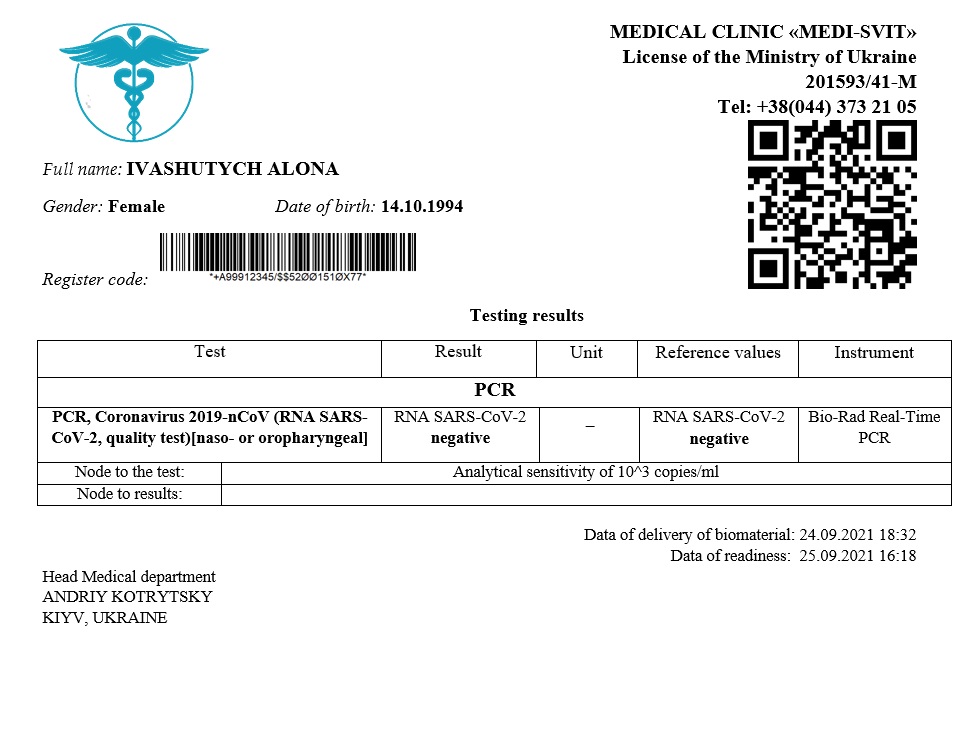 MEDICAL CLINIC «MEDI-SVIT»
License of the Ministry of Ukraine
201593/41-M
Tel: +38(044) 373 21 05
Full name: IVASHUTYCH ALONA
Gender: Female Date of birth: 14.10.1994
Register code: *+A99912345/$$52ØØ151ØX77*
Testing results
Test Result Unit Reference values Instrument
PCR
PCR, Coronavirus 2019-nCoV (RNA SARS- RNA SARS-CoV-2 – RNA SARS-CoV-2 Bio-Rad Real-Time
CoV-2, quality test)[naso- or oropharyngeal] negative negative PCR
Node to the test: Analytical sensitivity of 10^3 copies/ml
Node to results:
Data of delivery of biomaterial: 24.09.2021 18:32
Data of readiness: 25.09.2021 16:18
Head Medical department
ANDRIY KOTRYTSKY
KIYV, UKRAINE